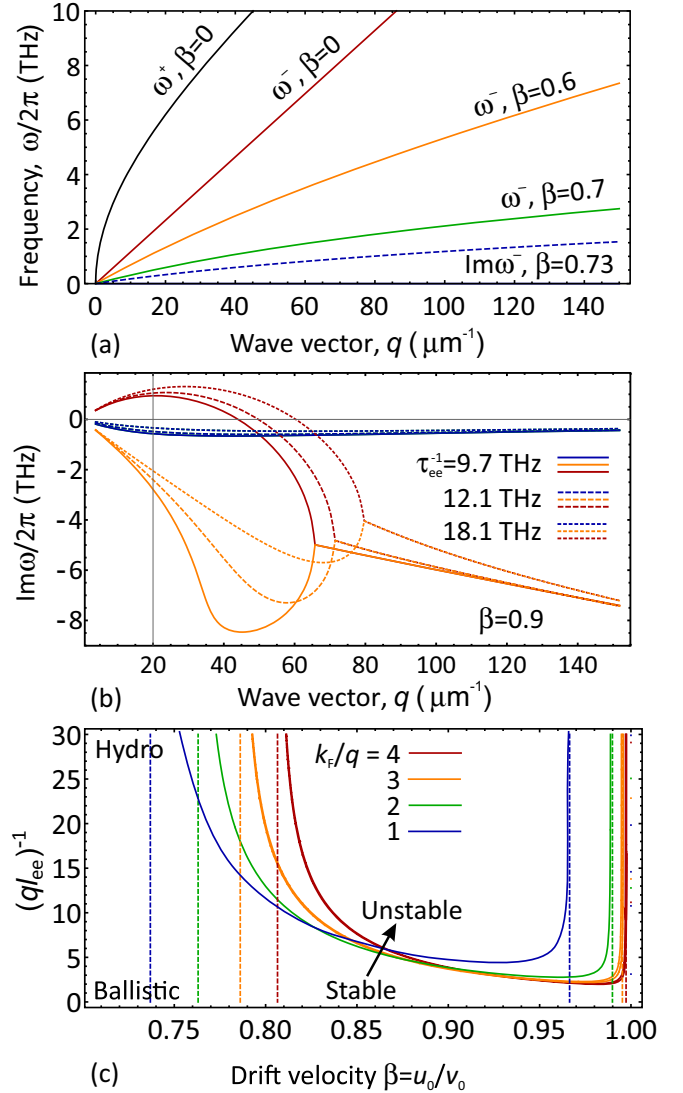 10
8
6
4
2
0
Frequency, ω/2π (THz)
ω⁺, β=0
ω⁻, β=0
ω⁻, β=0.6
ω⁻, β=0.7
Imω⁻, β=0.73
0 20 40 60 80 100 120 140
(a) Wave vector, q ( μm⁻¹)
0
-2
-4
-6
-8
Imω/2π (THz)
τee⁻¹=9.7 THz
12.1 THz
18.1 THz
β=0.9
20 40 60 80 100 120 140
(b) Wave vector, q ( μm⁻¹)
30
25
20
15
10
5
0
(qlee)⁻¹
Hydro
kF/q = 4
3
2
1
Unstable
Stable
Ballistic
0.75 0.80 0.85 0.90 0.95 1.00
(c) Drift velocity β=u₀/v₀